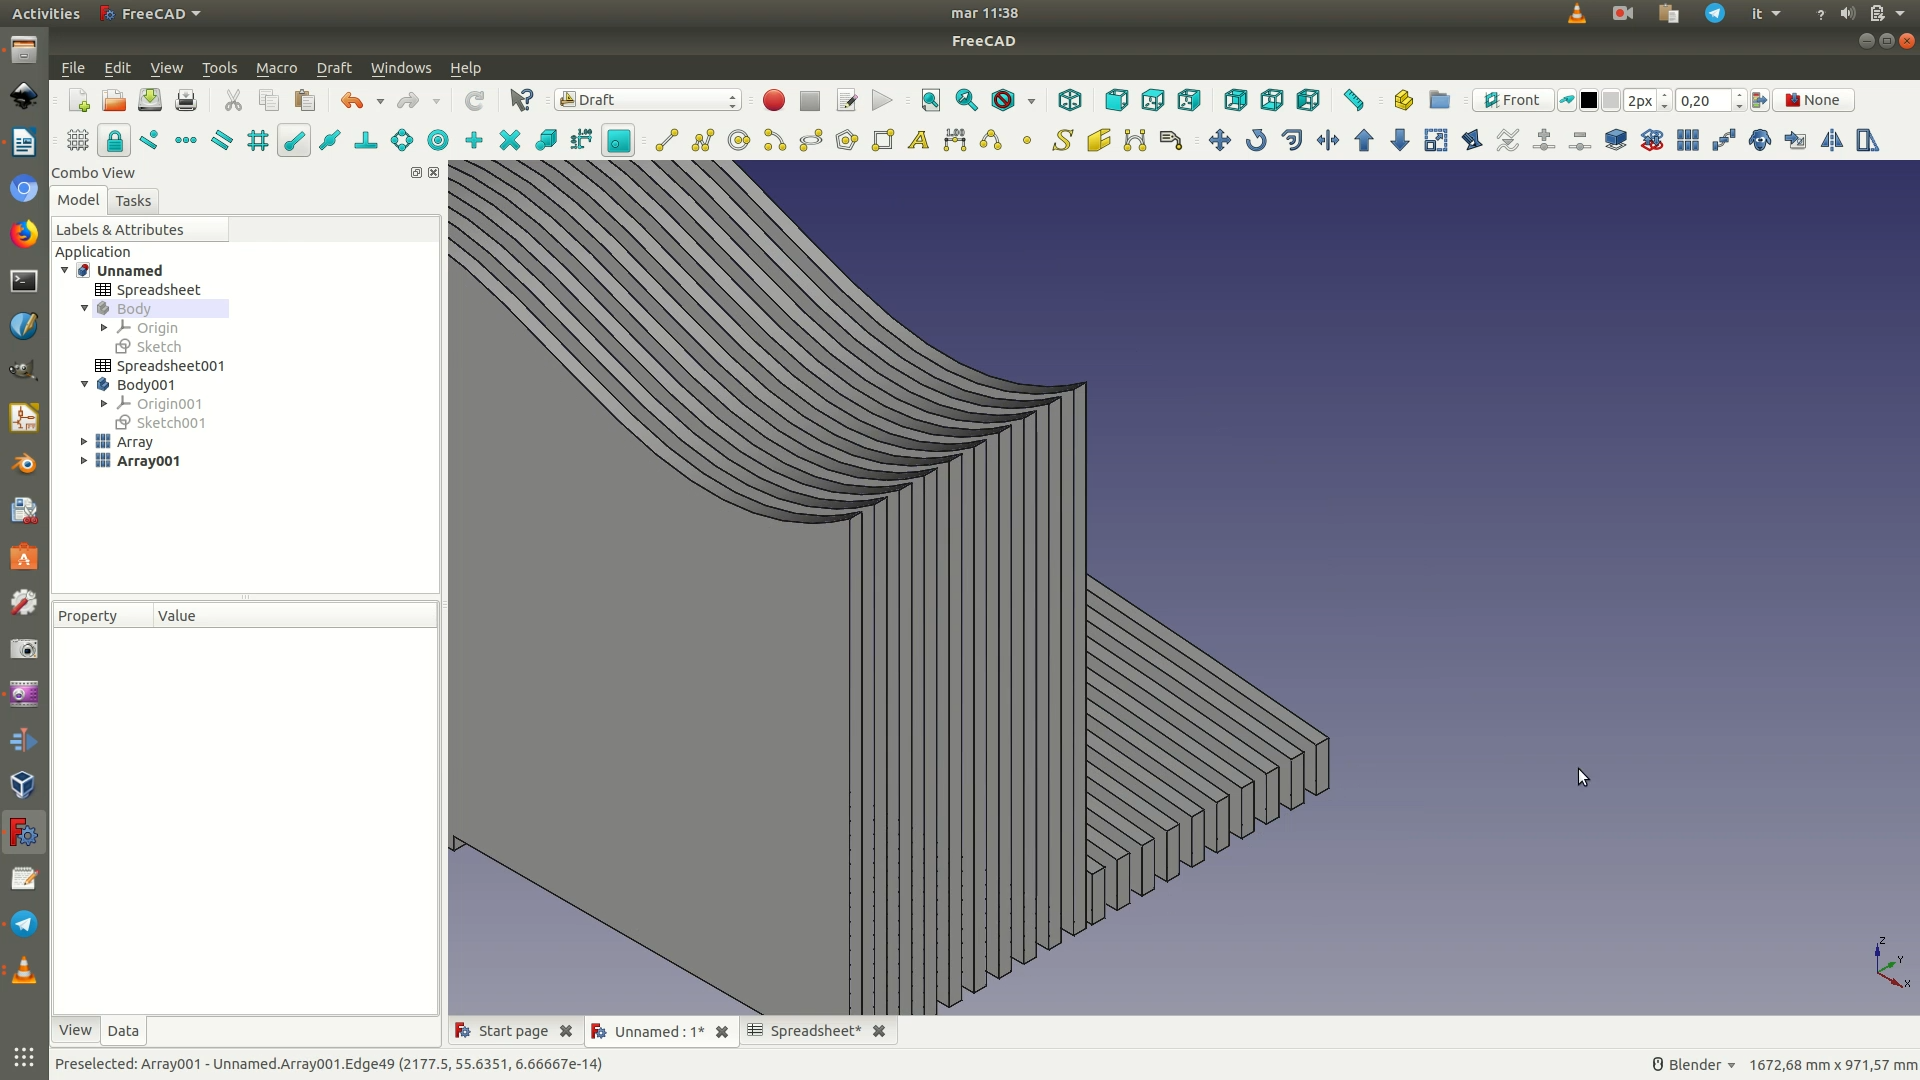 Activities FreeCAD mar 11:38 it ?
FreeCAD
File Edit View Tools Macro Draft Windows Help
Draft Front 2px 0,20 None
Combo View
Model Tasks
Labels & Attributes
Application
Unnamed
Spreadsheet
Body
Origin
Sketch
Spreadsheet001
Body001
Origin001
Sketch001
Array
Array001
Property Value
Z
Y
X
View Data
Start page Unnamed : 1* Spreadsheet*
Preselected: Array001 - Unnamed.Array001.Edge49 (2177.5, 55.6351, 6.66667e-14) Blender 1672,68 mm x 971,57 mm